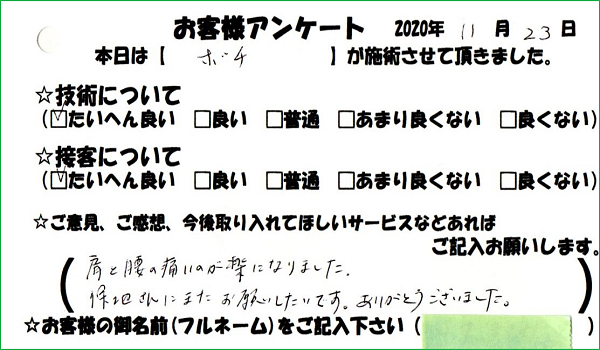 お客様アンケート 2020年 11 月 23 日
本日は【 ホﾞチ 】が施術させて頂きました。
☆技術について
(☑たいへん良い □良い □普通 □あまり良くない □良くない)
☆接客について
(☑たいへん良い □良い □普通 □あまり良くない □良くない)
☆ご意見、ご感想、今後取り入れてほしいサービスなどあれば
ご記入お願いします。
(肩と腰の痛いのが楽になりました。
保地さんにまたお願いしたいです。ありがとうございました。)
☆お客様の御名前(フルネーム)をご記入下さい( )